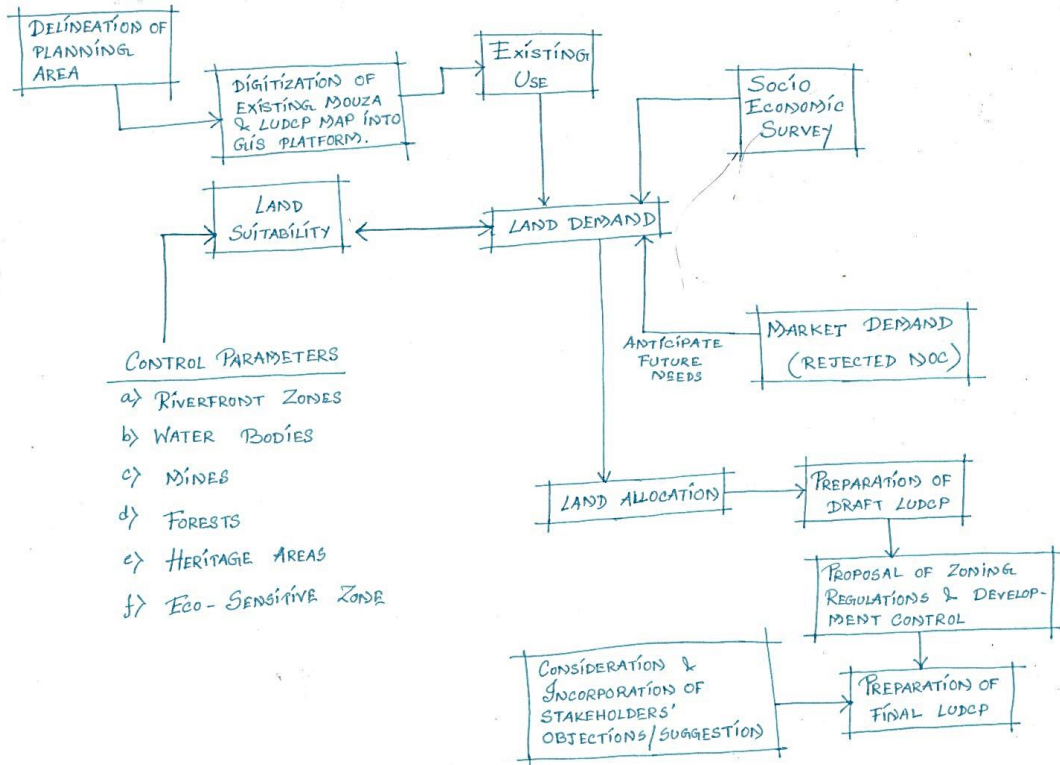 DELINEATION OF
PLANNING
AREA
DIGITIZATION OF
EXISTING MOUZA
& LUDCP MAP INTO
GIS PLATFORM.
EXISTING
USE
SOCIO
ECONOMIC
SURVEY
LAND
SUITABILITY
LAND DEMAND
CONTROL PARAMETERS
a) RIVERFRONT ZONES
b) WATER BODIES
c) MINES
d) FORESTS
e) HERITAGE AREAS
f) ECO-SENSITIVE ZONE
ANTICIPATE
FUTURE
NEEDS
MARKET DEMAND
(REJECTED NOC)
LAND ALLOCATION
PREPARATION OF
DRAFT LUDCP
PROPOSAL OF ZONING
REGULATIONS & DEVELOP-
MENT CONTROL
CONSIDERATION &
INCORPORATION OF
STAKEHOLDERS'
OBJECTIONS/SUGGESTION
PREPARATION OF
FINAL LUDCP